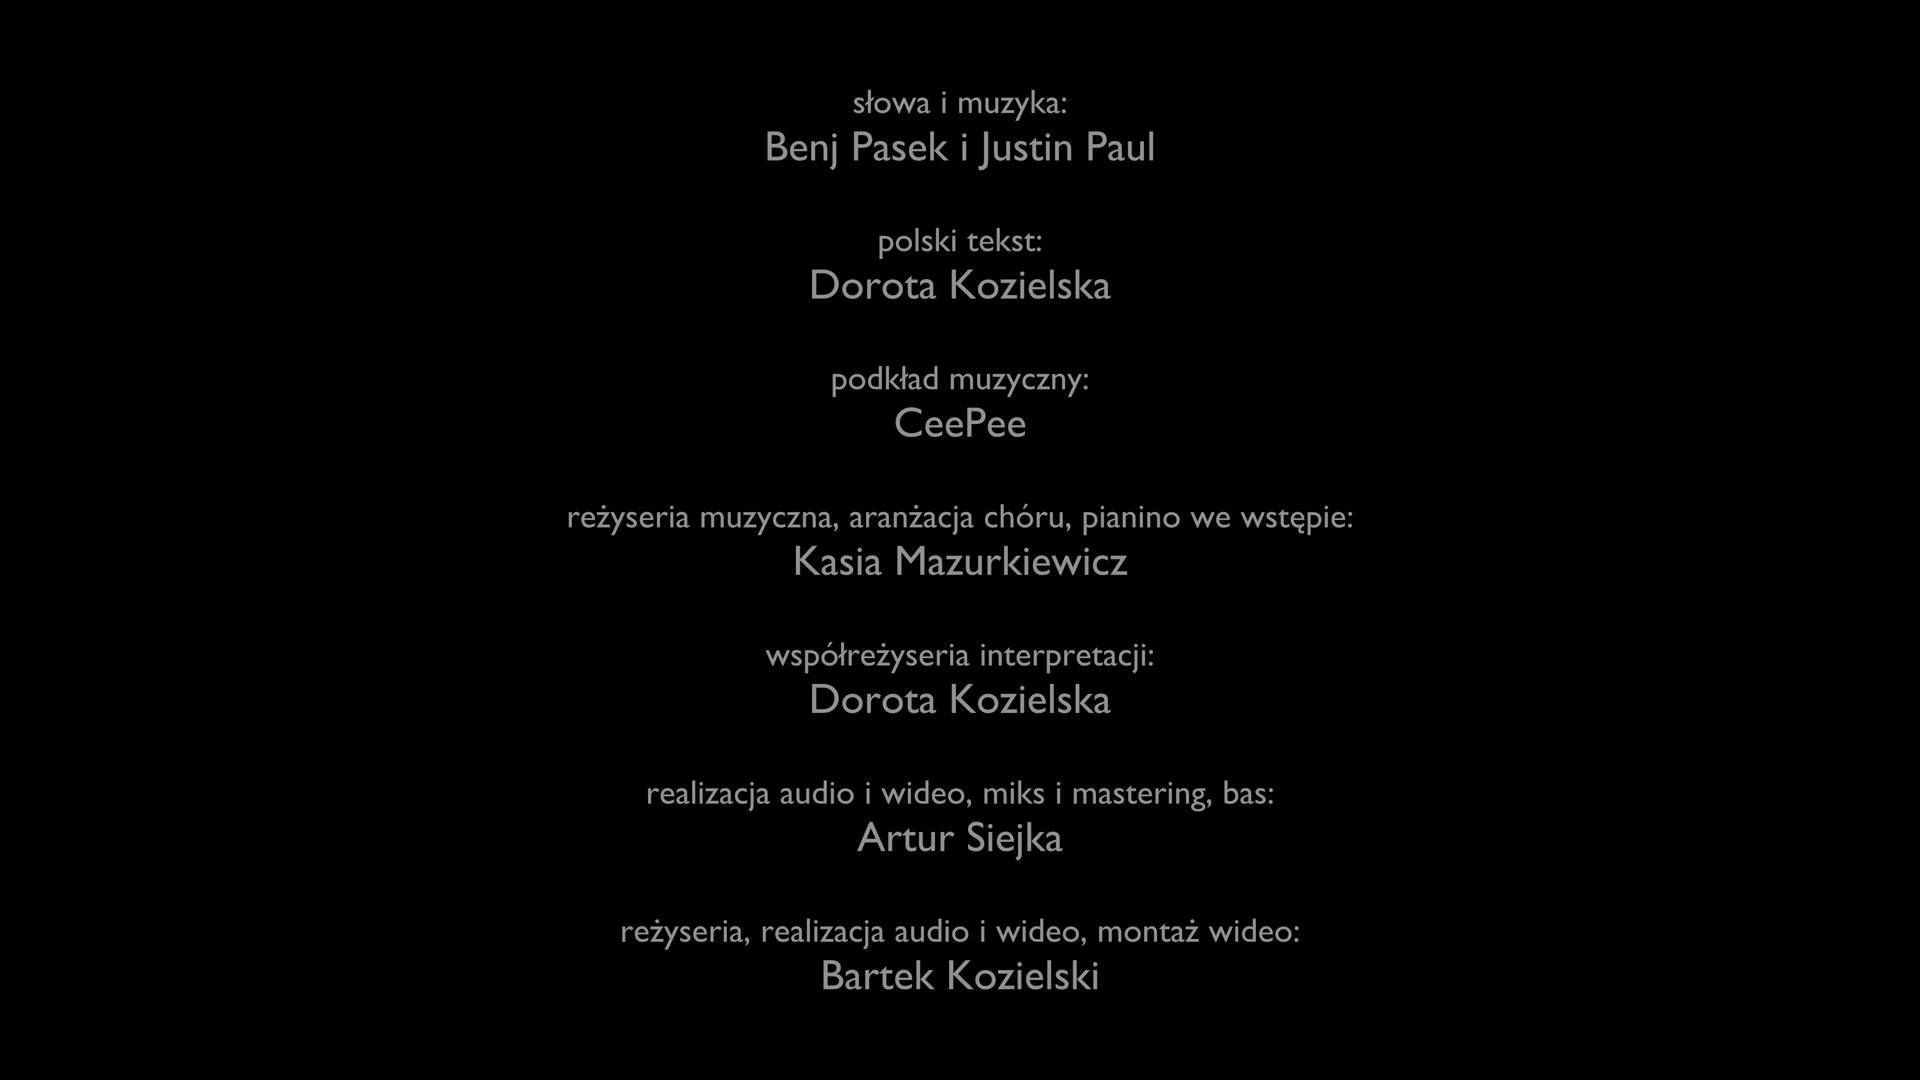 słowa i muzyka:
Benj Pasek i Justin Paul
polski tekst:
Dorota Kozielska
podkład muzyczny:
CeePee
reżyseria muzyczna, aranżacja chóru, pianino we wstępie:
Kasia Mazurkiewicz
współreżyseria interpretacji:
Dorota Kozielska
realizacja audio i wideo, miks i mastering, bas:
Artur Siejka
reżyseria, realizacja audio i wideo, montaż wideo:
Bartek Kozielski